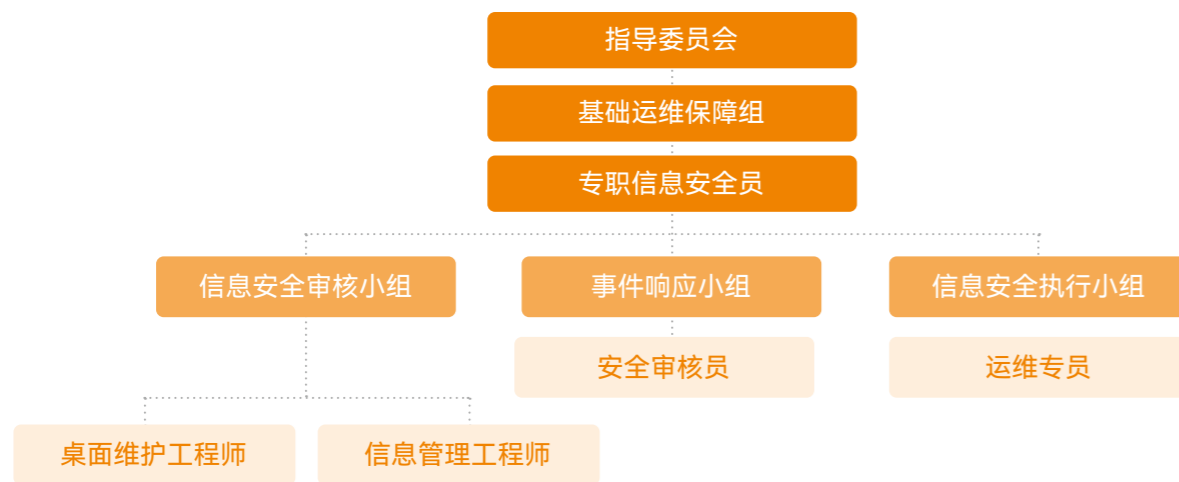 指导委员会
基础运维保障组
专职信息安全员
信息安全审核小组
事件响应小组
信息安全执行小组
安全审核员
运维专员
桌面维护工程师
信息管理工程师